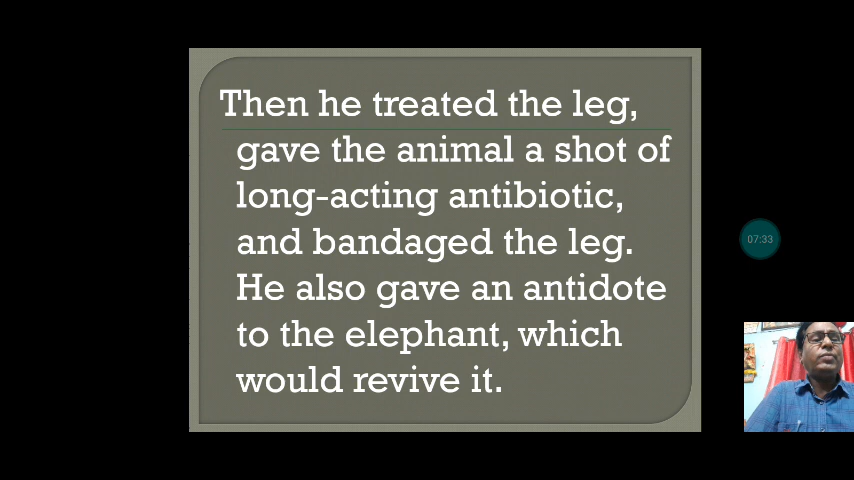 Then he treated the leg,
gave the animal a shot of
long-acting antibiotic,
and bandaged the leg.
He also gave an antidote
to the elephant, which
would revive it.
07:33